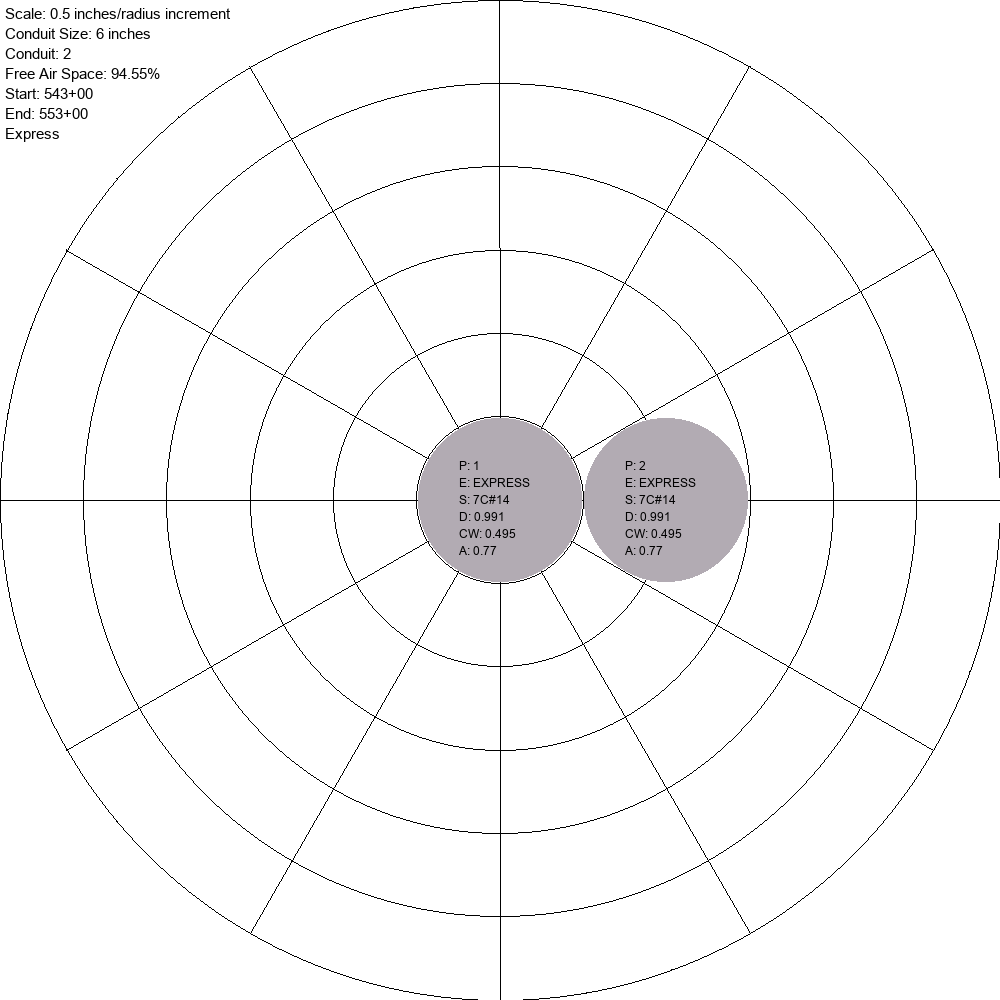 Scale: 0.5 inches/radius increment
Conduit Size: 6 inches
Conduit: 2
Free Air Space: 94.55%
Start: 543+00
End: 553+00
Express
P: 1
E: EXPRESS
S: 7C#14
D: 0.991
CW: 0.495
A: 0.77
P: 2
E: EXPRESS
S: 7C#14
D: 0.991
CW: 0.495
A: 0.77